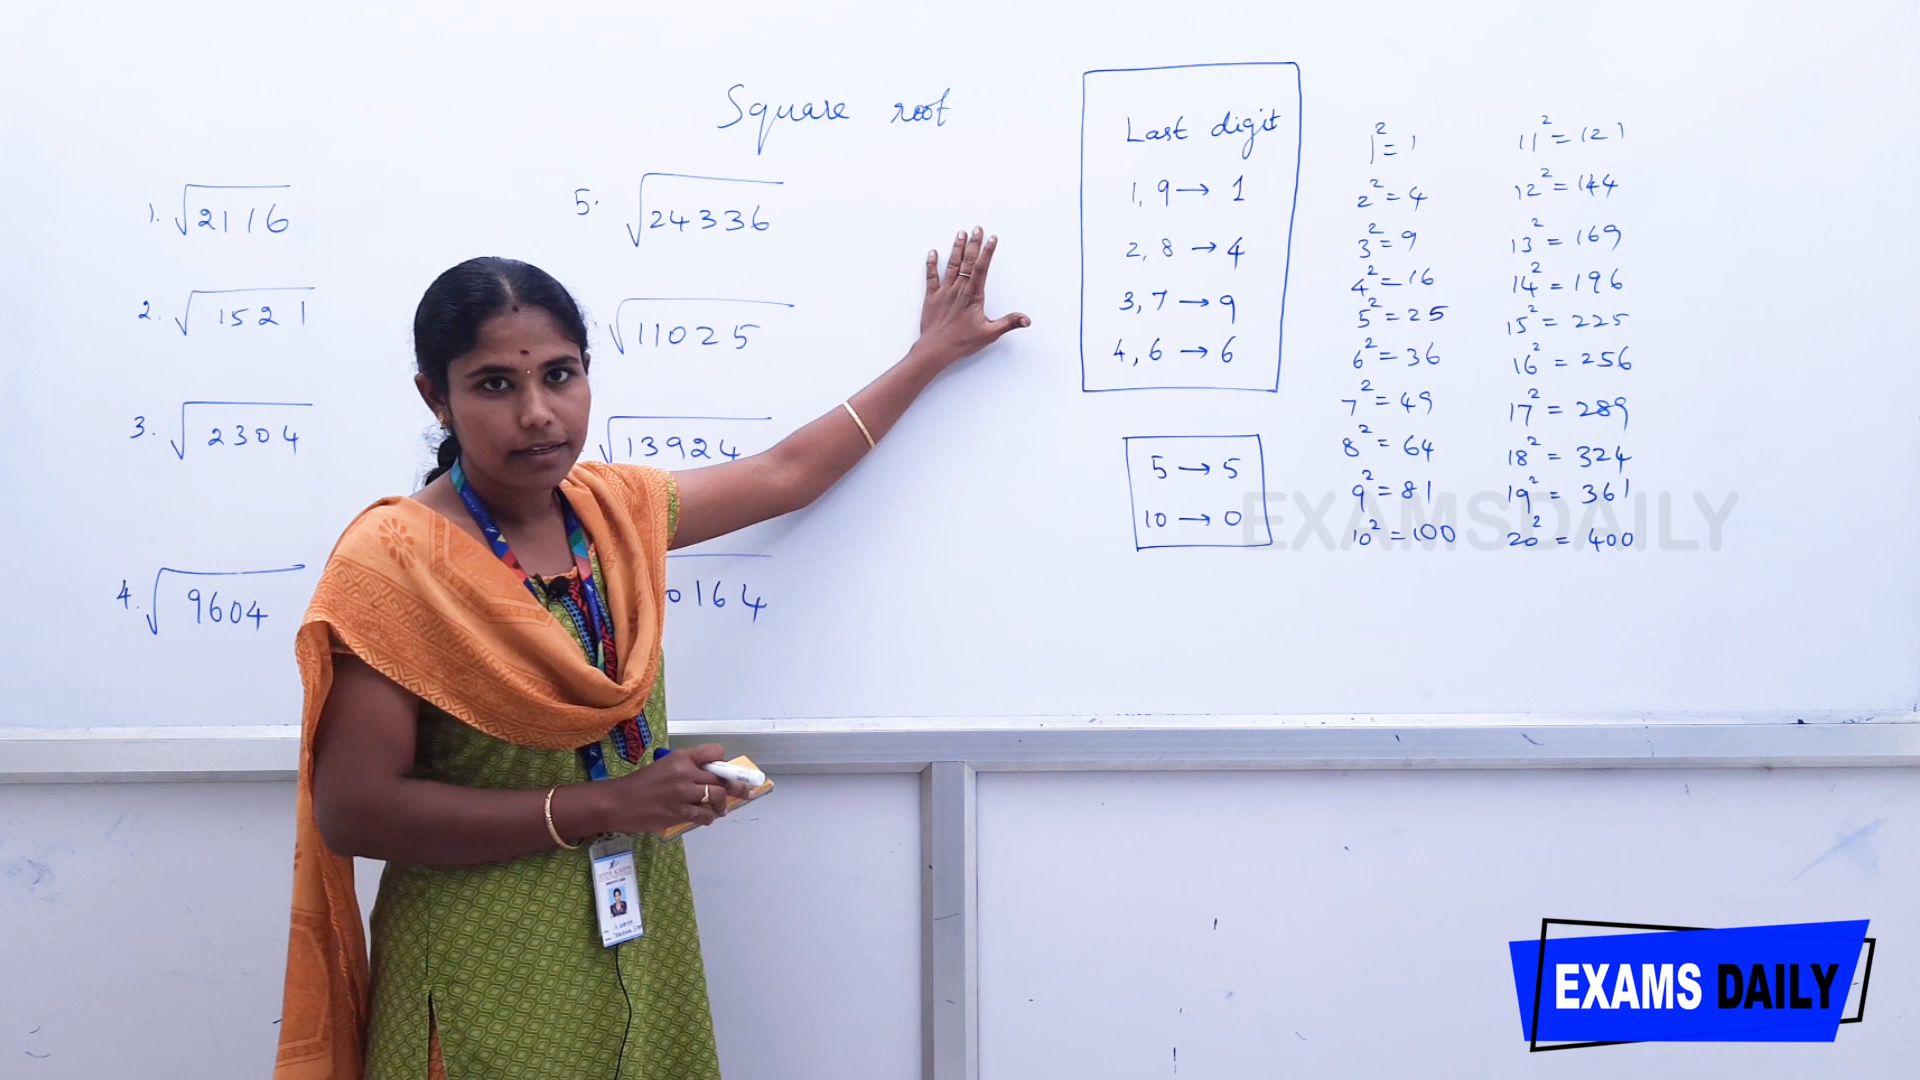 Square root
1. √2116
2. √1521
3. √2304
4. √9604
5. √24336
√11025
√13924
0164
Last digit
1, 9 → 1
2, 8 → 4
3, 7 → 9
4, 6 → 6
5 → 5
10 → 0
1² = 1
2² = 4
3² = 9
4² = 16
5² = 25
6² = 36
7² = 49
8² = 64
9² = 81
10² = 100
11² = 121
12² = 144
13² = 169
14² = 196
15² = 225
16² = 256
17² = 289
18² = 324
19² = 361
20² = 400
EXAMSDAILY
EXAMS DAILY